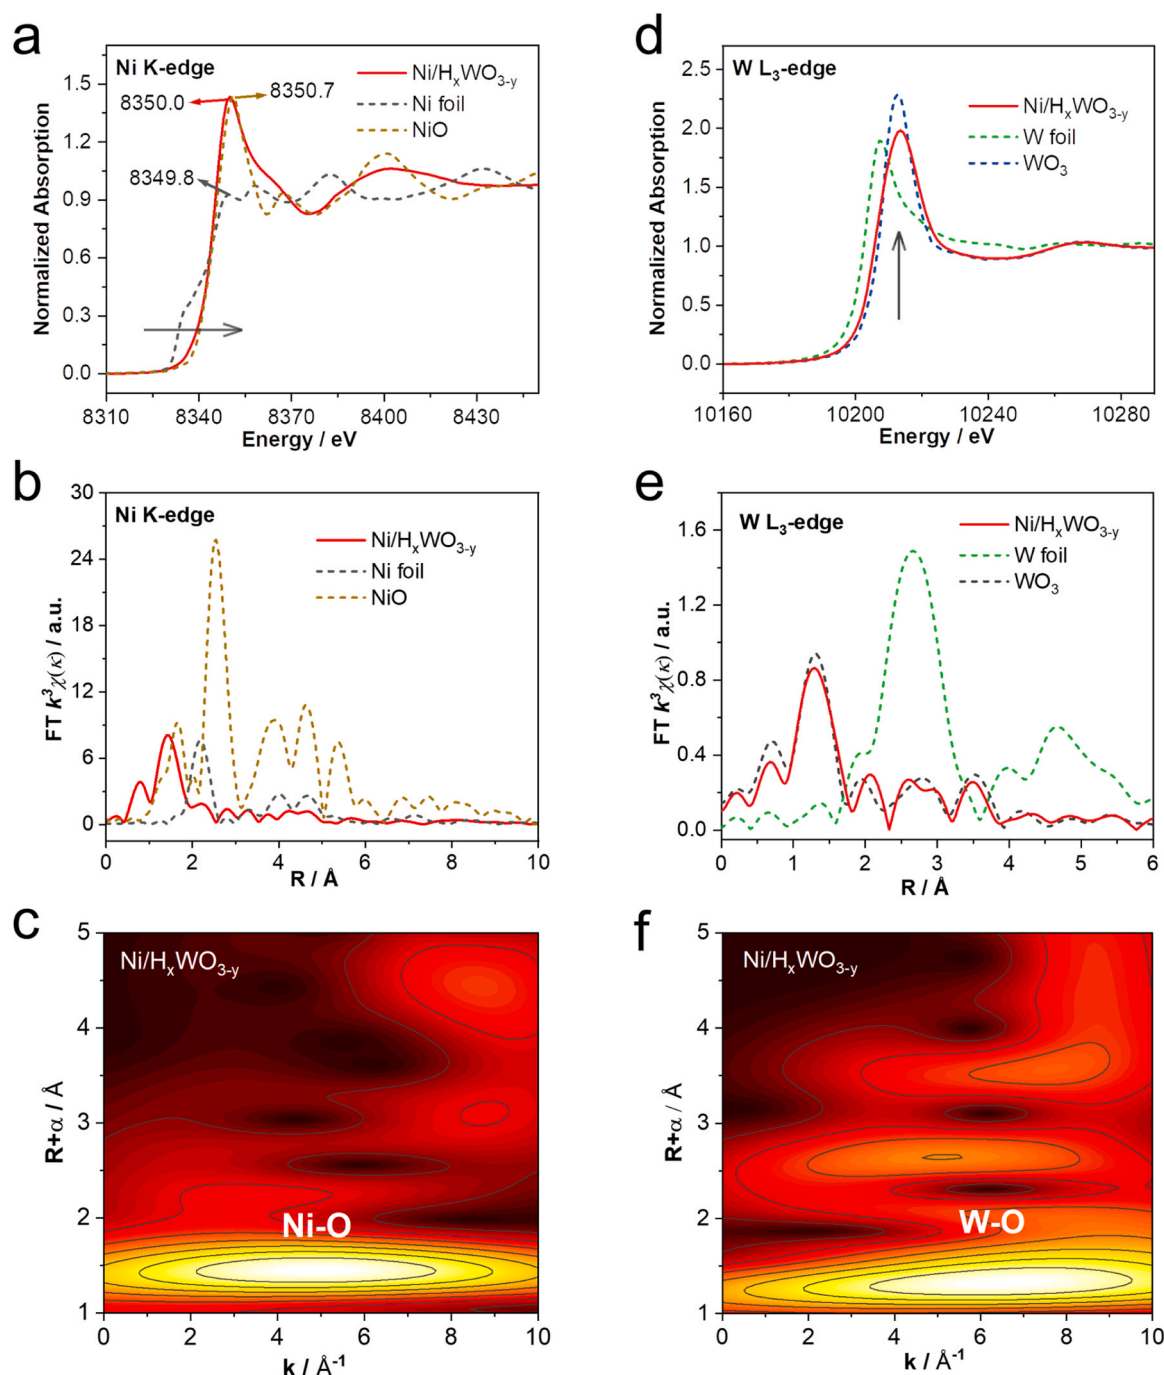 a
Ni K-edge
Ni/HₓWO₃₋ᵧ
Ni foil
NiO
8350.0
8350.7
8349.8
1.5
1.2
0.9
0.6
0.3
0.0
Normalized Absorption
8310 8340 8370 8400 8430
Energy / eV
d
W L₃-edge
Ni/HₓWO₃₋ᵧ
W foil
WO₃
2.5
2.0
1.5
1.0
0.5
0.0
Normalized Absorption
10160 10200 10240 10280
Energy / eV
b
Ni K-edge
Ni/HₓWO₃₋ᵧ
Ni foil
NiO
30
24
18
12
6
0
FT k³χ(κ) / a.u.
0 2 4 6 8 10
R / Å
e
W L₃-edge
Ni/HₓWO₃₋ᵧ
W foil
WO₃
1.6
1.2
0.8
0.4
0.0
FT k³χ(κ) / a.u.
0 1 2 3 4 5 6
R / Å
c
Ni/HₓWO₃₋ᵧ
Ni-O
5
4
3
2
1
R+α / Å
0 2 4 6 8 10
k / Å⁻¹
f
Ni/HₓWO₃₋ᵧ
W-O
5
4
3
2
1
R+α / Å
0 2 4 6 8 10
k / Å⁻¹